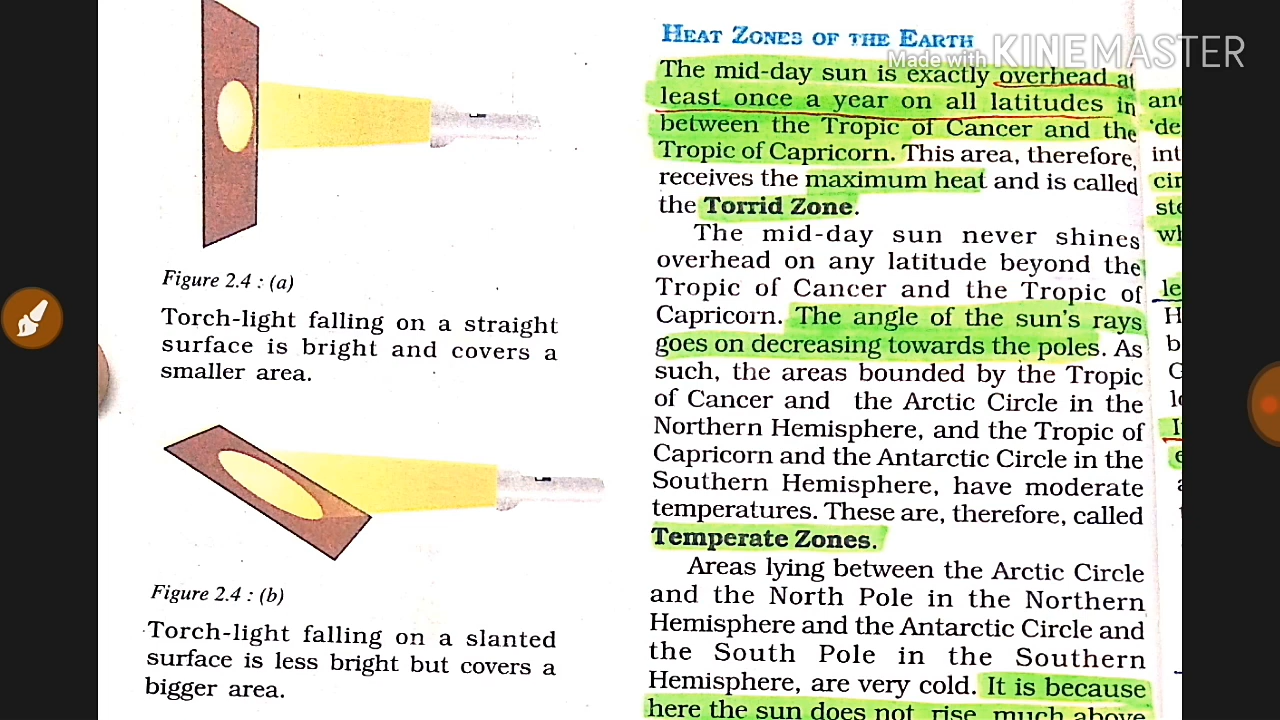 Figure 2.4 : (a)
Torch-light falling on a straight
surface is bright and covers a
smaller area.
Figure 2.4 : (b)
Torch-light falling on a slanted
surface is less bright but covers a
bigger area.
HEAT ZONES OF THE EARTH
Made with KINEMASTER
The mid-day sun is exactly overhead at
least once a year on all latitudes in
between the Tropic of Cancer and the
Tropic of Capricorn. This area, therefore,
receives the maximum heat and is called
the Torrid Zone.
The mid-day sun never shines
overhead on any latitude beyond the
Tropic of Cancer and the Tropic of
Capricorn. The angle of the sun's rays
goes on decreasing towards the poles. As
such, the areas bounded by the Tropic
of Cancer and the Arctic Circle in the
Northern Hemisphere, and the Tropic of
Capricorn and the Antarctic Circle in the
Southern Hemisphere, have moderate
temperatures. These are, therefore, called
Temperate Zones.
Areas lying between the Arctic Circle
and the North Pole in the Northern
Hemisphere and the Antarctic Circle and
the South Pole in the Southern
Hemisphere, are very cold. It is because
here the sun does not rise much above